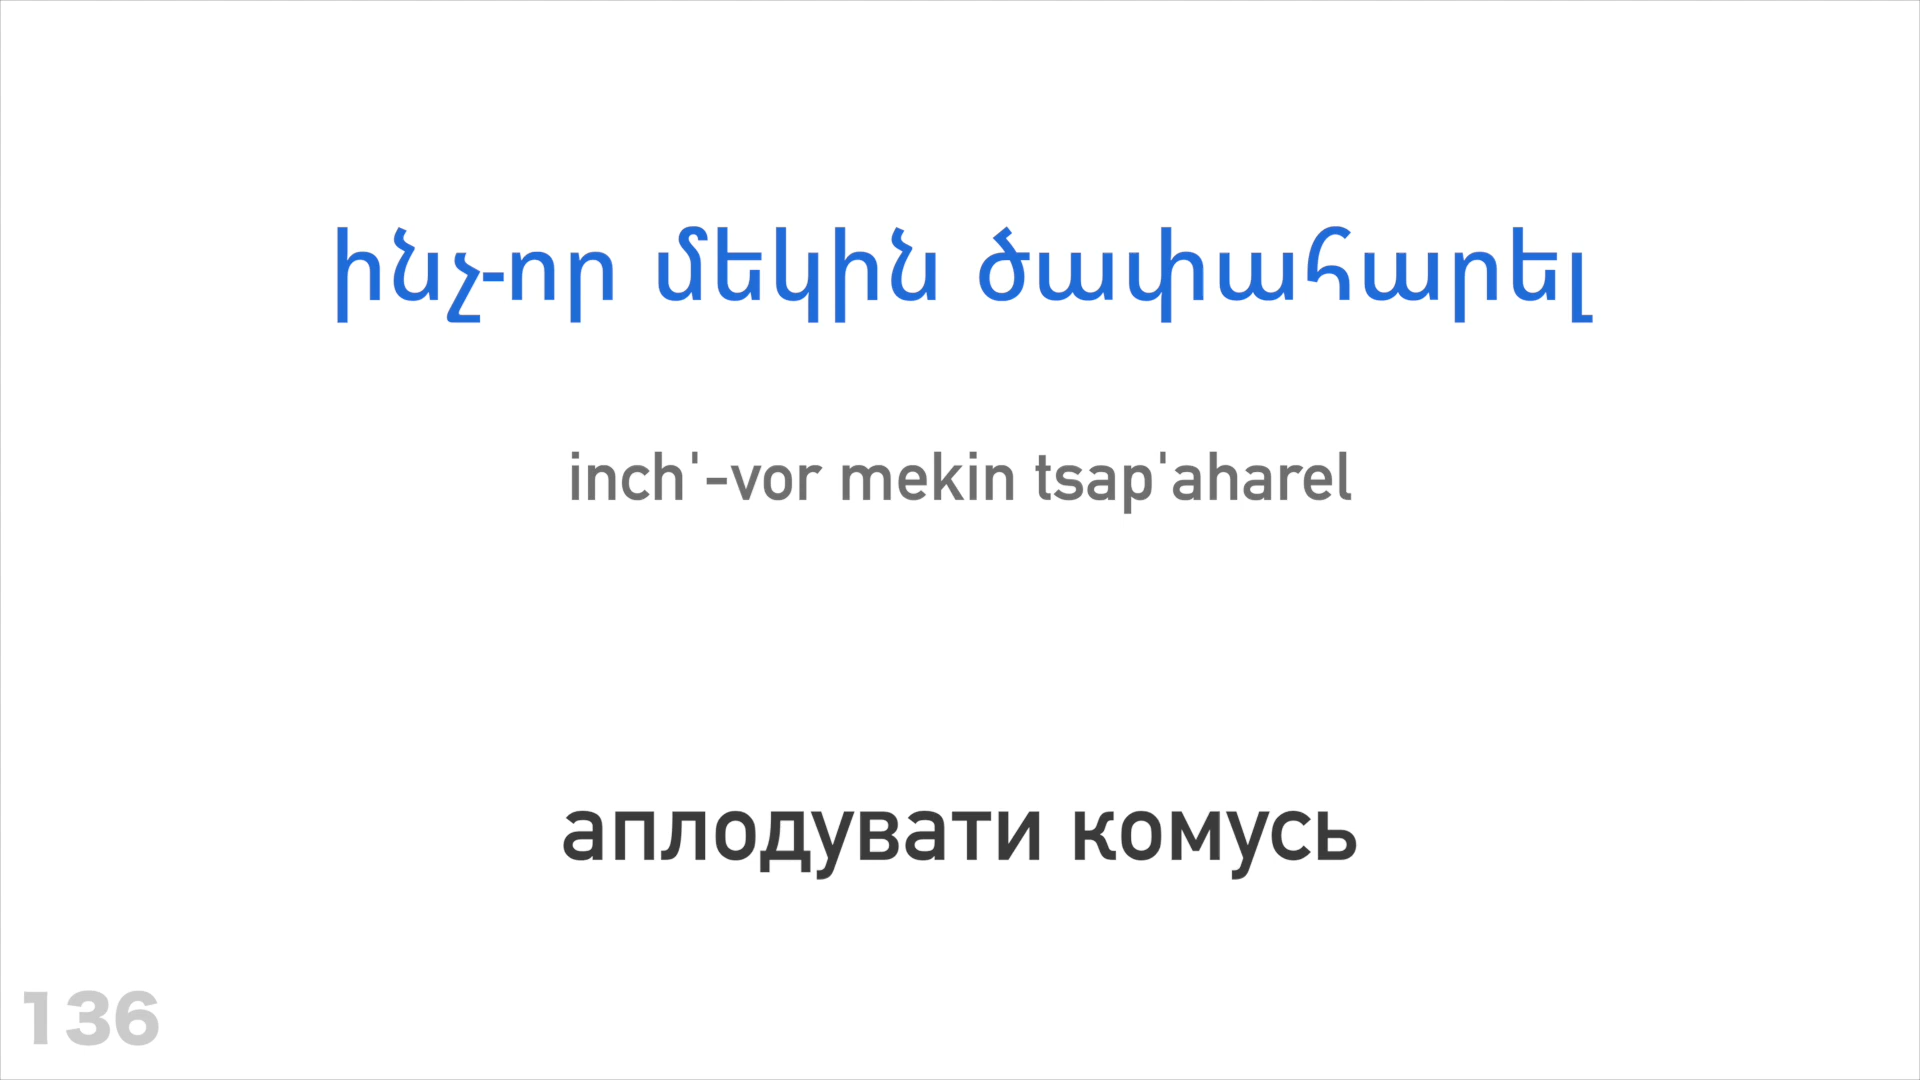 ինչ-որ մեկին ծափահարել
inch'-vor mekin tsap'aharel
аплодувати комусь
136